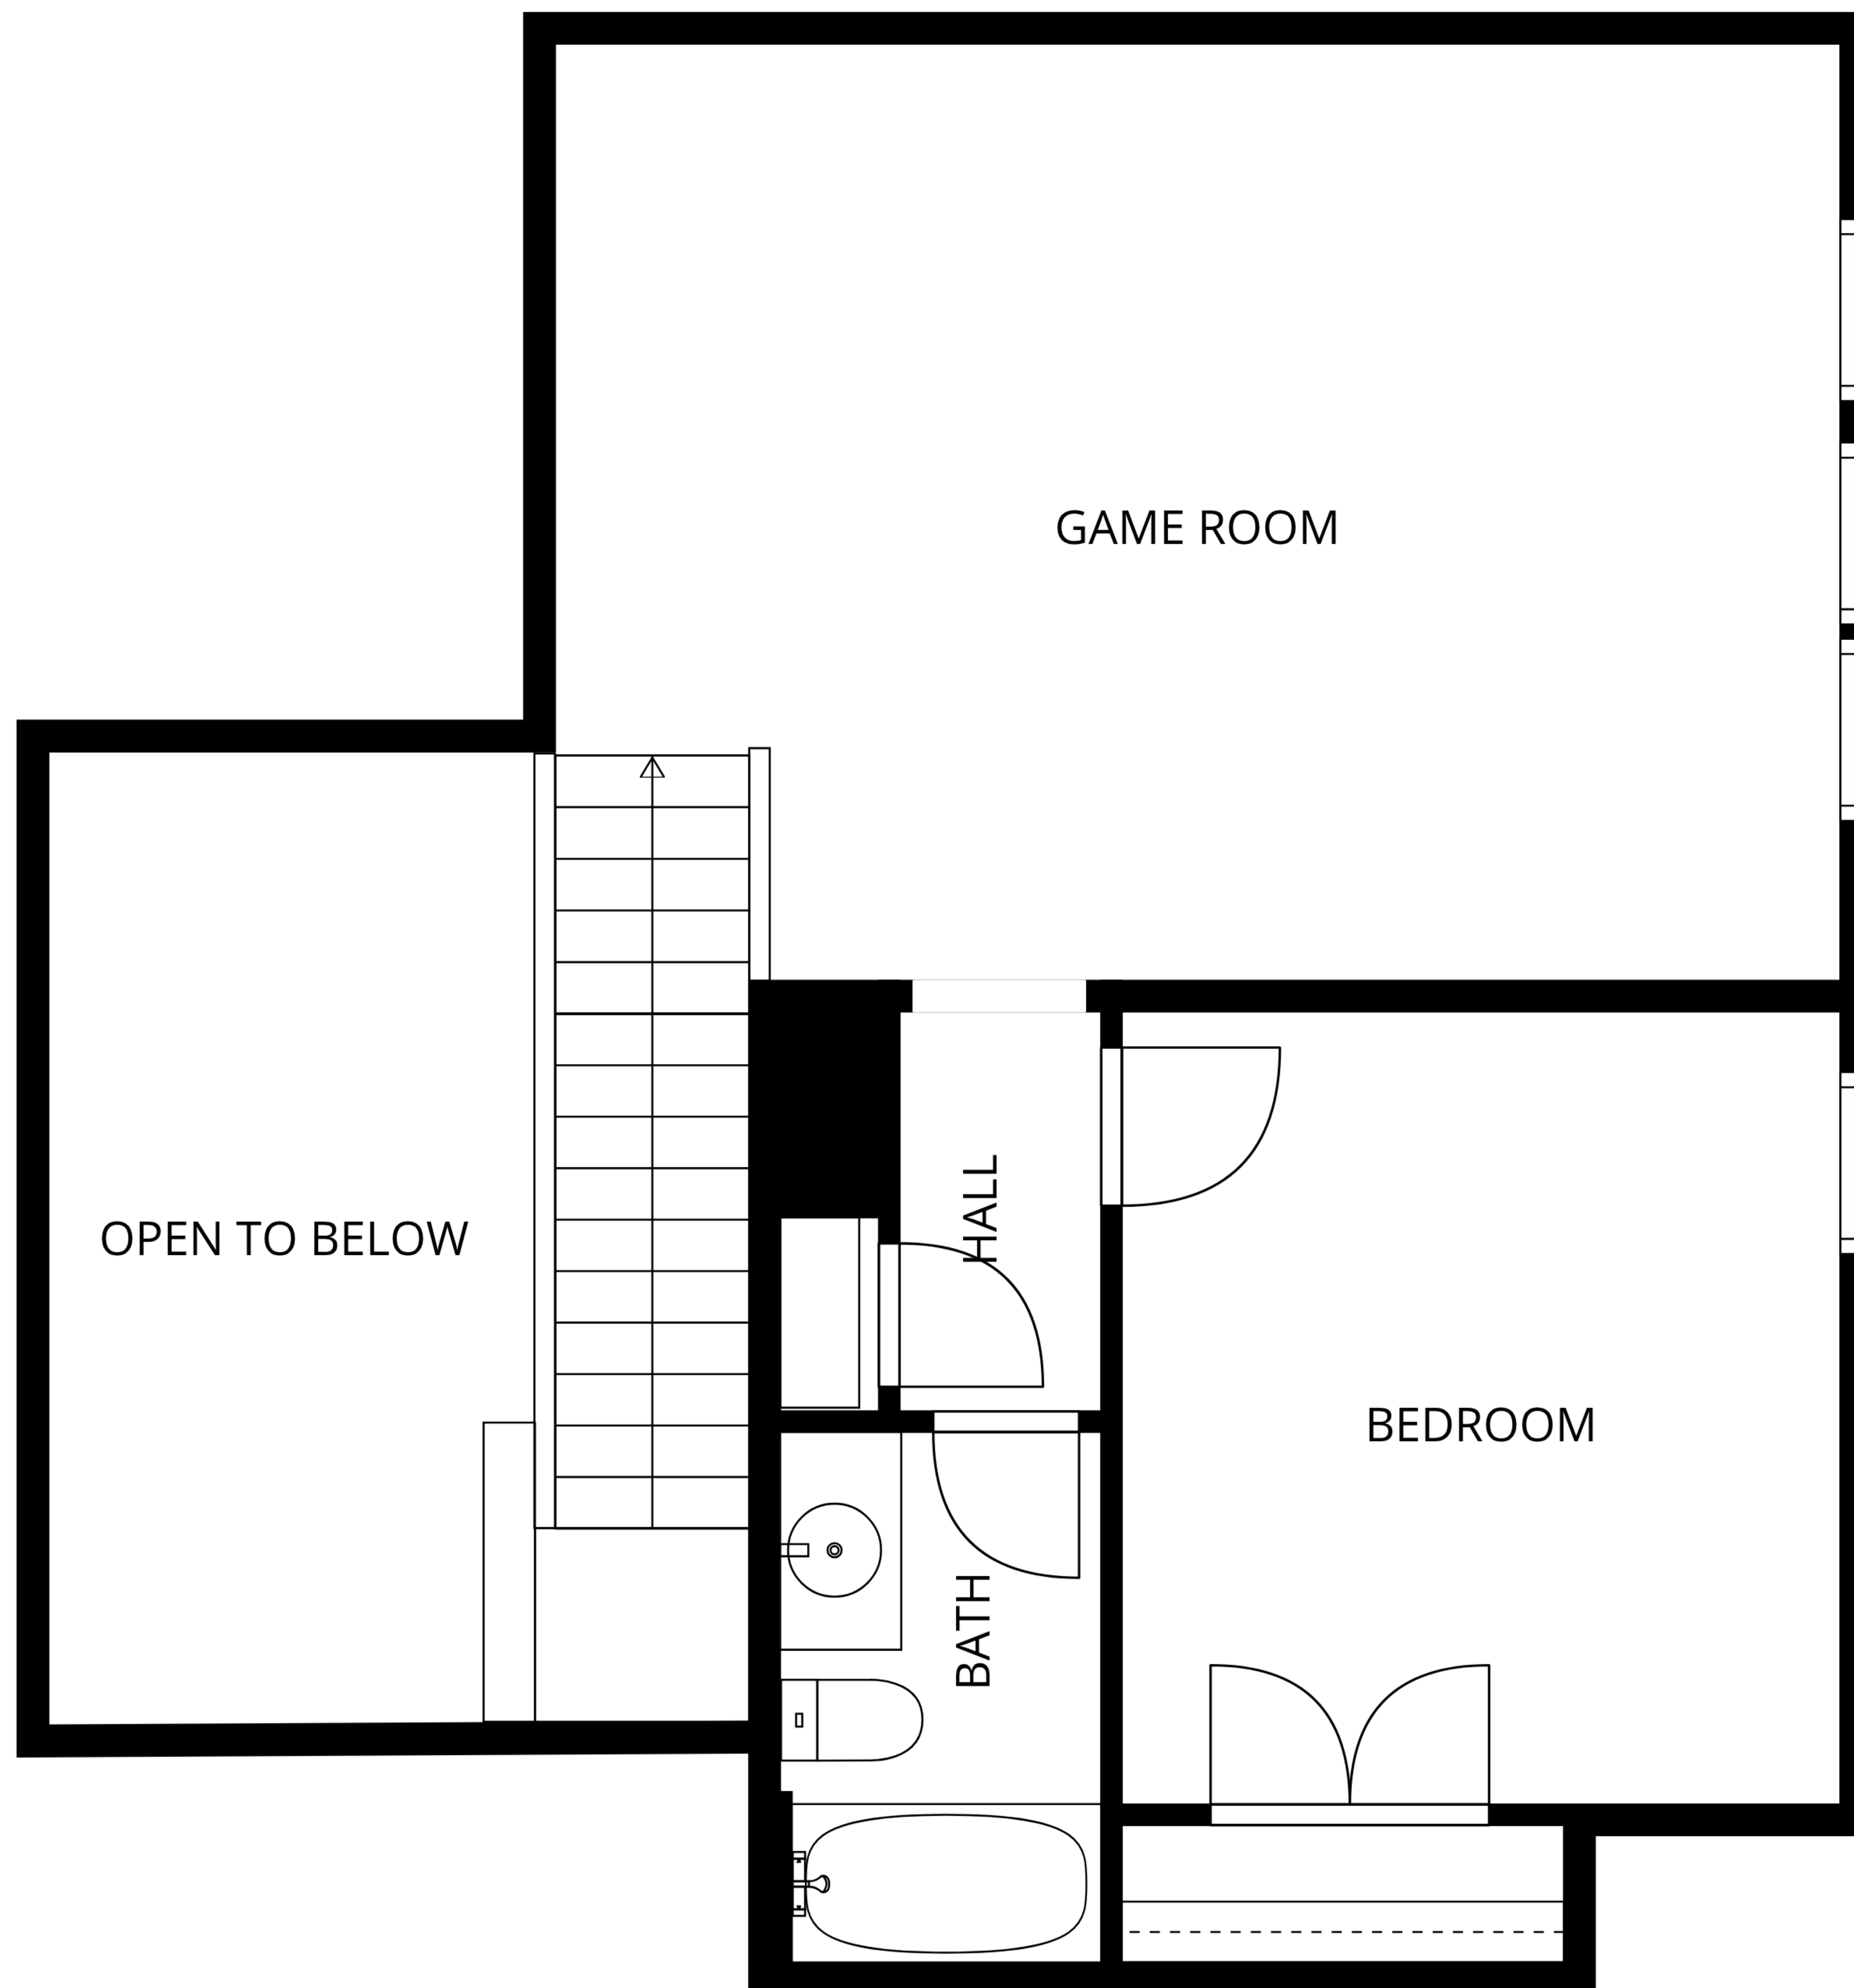 GAME ROOM
HALL
OPEN TO BELOW
BEDROOM
BATH